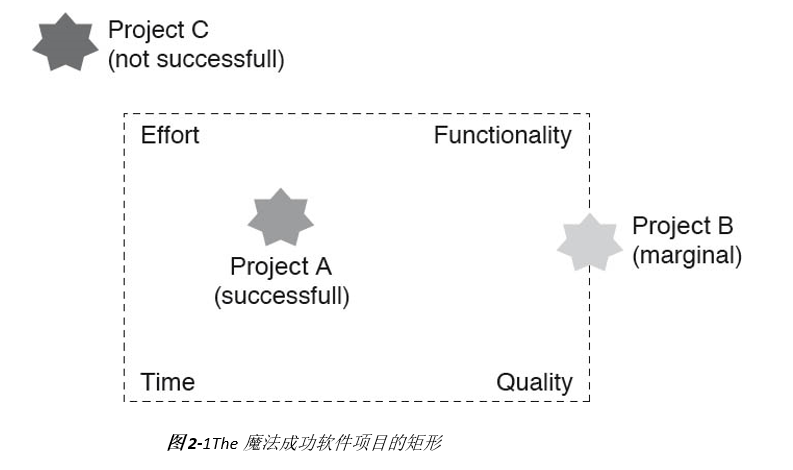 Project C
(not successfull)
Effort
Functionality
Project A
(successfull)
Project B
(marginal)
Time
Quality
图2-1The 魔法成功软件项目的矩形